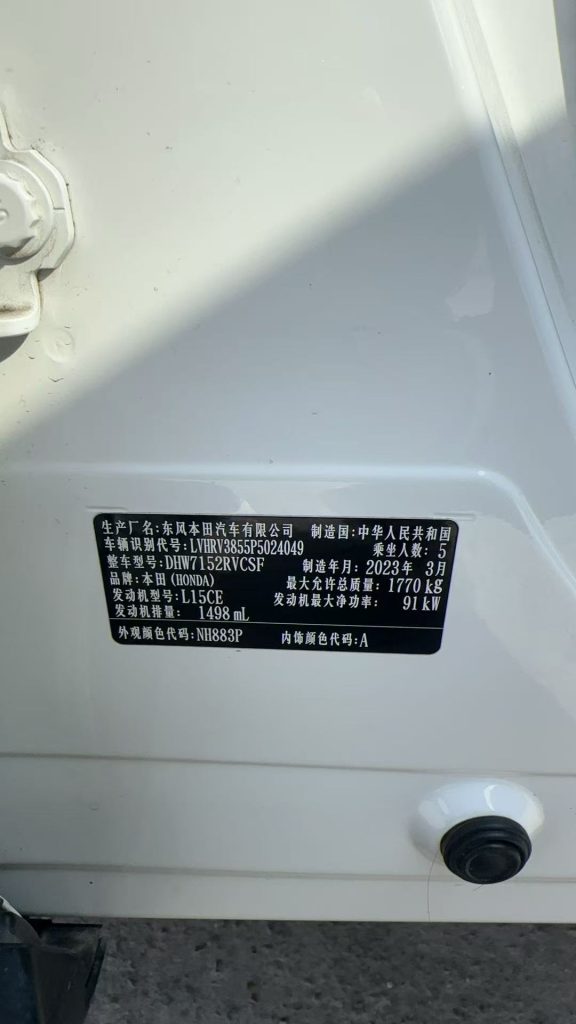 生产厂名:东风本田汽车有限公司 制造国:中华人民共和国
车辆识别代号:LVHRV3855P5024049 乘坐人数: 5
整车型号:DHW7152RVCSF 制造年月: 2023年 3月
品牌:本田(HONDA) 最大允许总质量: 1770 kg
发动机型号:L15CE 发动机最大净功率: 91 kW
发动机排量: 1498 mL
外观颜色代码:NH883P 内饰颜色代码:A